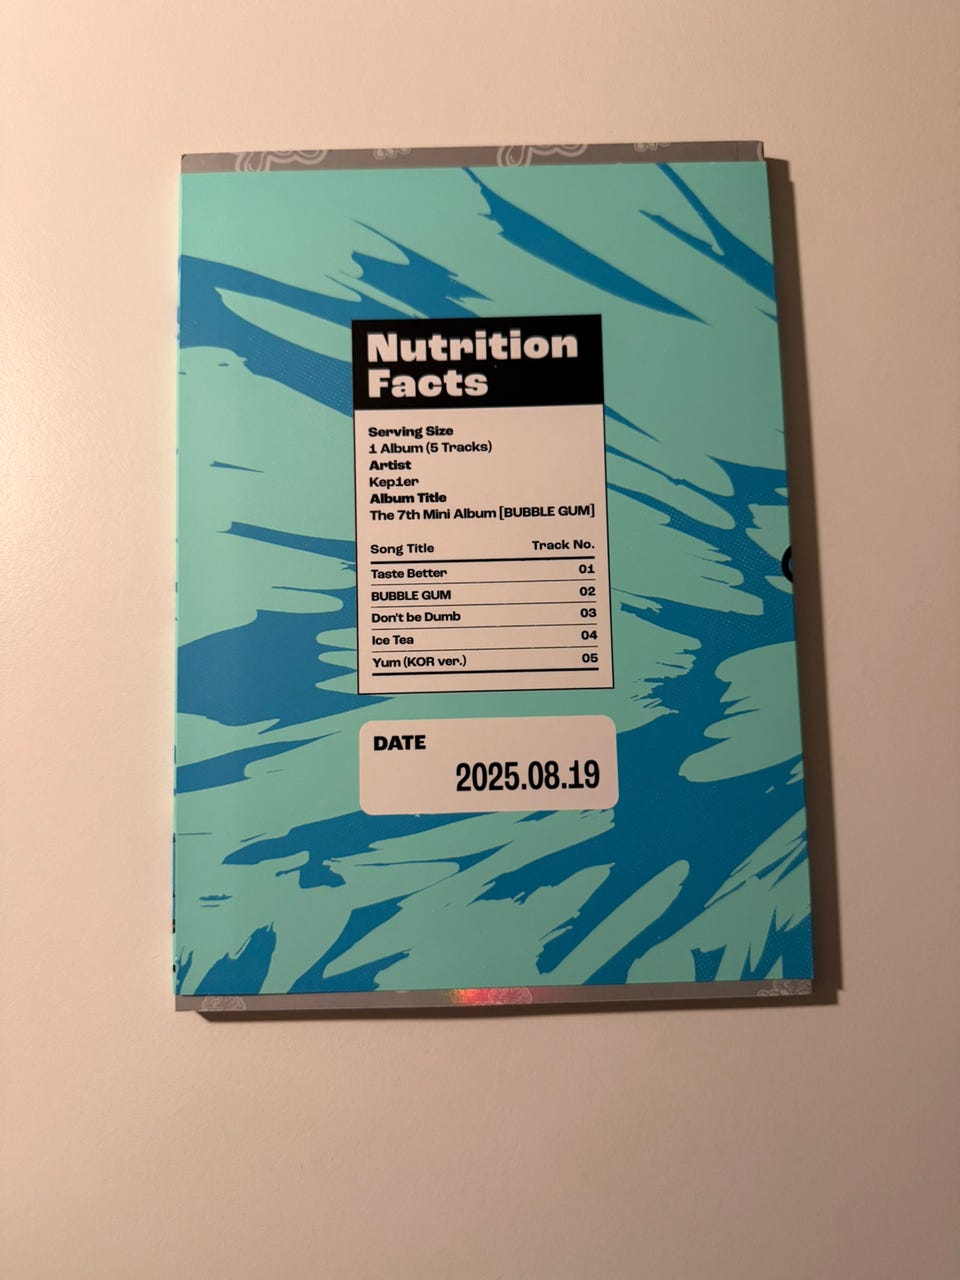 Nutrition
Facts
Serving Size
1 Album (5 Tracks)
Artist
Kep1er
Album Title
The 7th Mini Album [BUBBLE GUM]
Song Title Track No.
Taste Better 01
BUBBLE GUM 02
Don't be Dumb 03
Ice Tea 04
Yum (KOR ver.) 05
DATE
2025.08.19